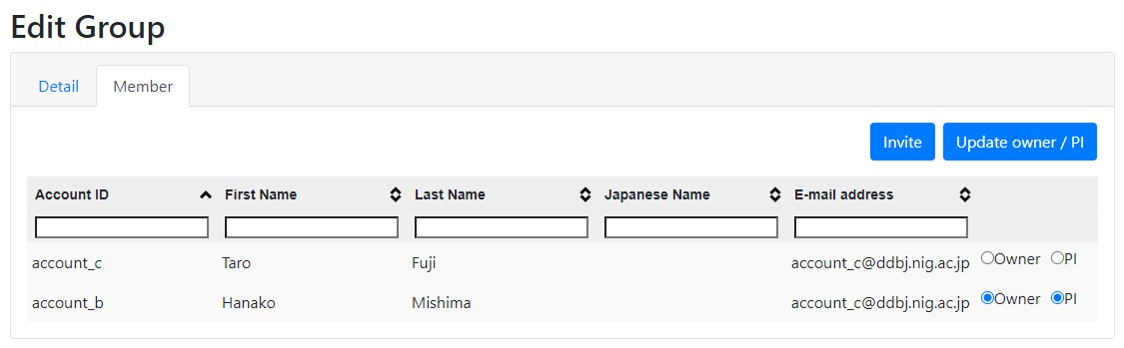 Edit Group
Detail Member
Invite Update owner / PI
Account ID First Name Last Name Japanese Name E-mail address
account_c Taro Fuji account_c@ddbj.nig.ac.jp Owner PI
account_b Hanako Mishima account_c@ddbj.nig.ac.jp Owner PI